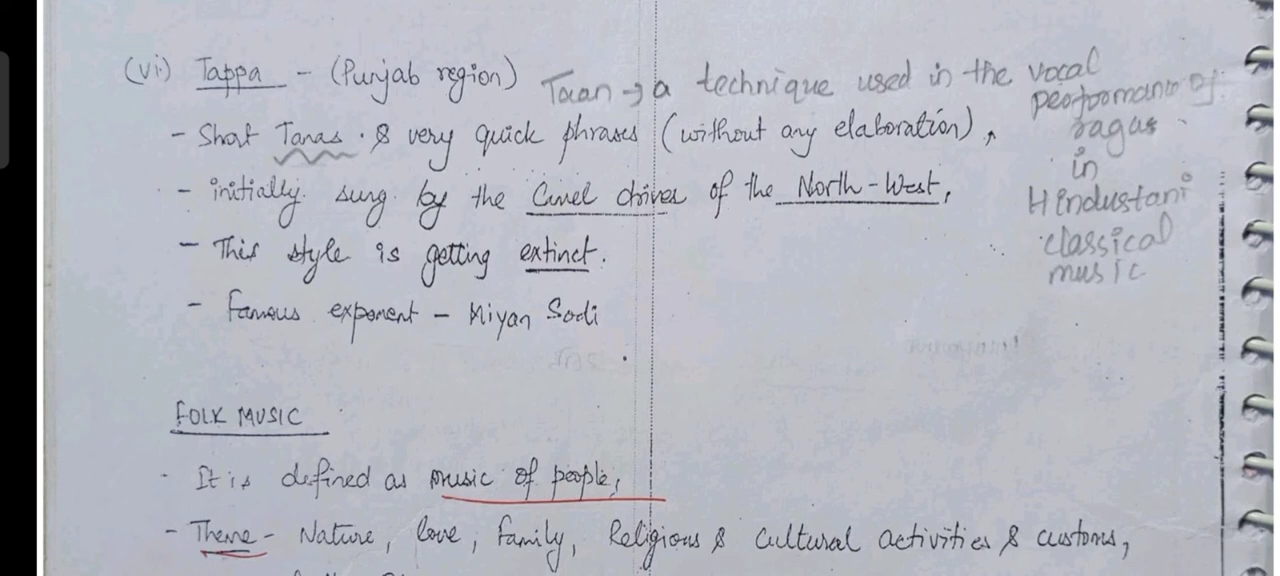 (vi) Tappa - (Punjab region)
Taan → a technique used in the vocal
performance of
ragas
in
Hindustani
classical
music
- Short Tanas & very quick phrases (without any elaboration),
- initially sung by the Camel driver of the North-West,
- This style is getting extinct.
- famous exponent - Miyan Sodi
FOLK MUSIC
- It is defined as music of people,
- Theme - Nature, love, family, Religious & cultural activities & customs,